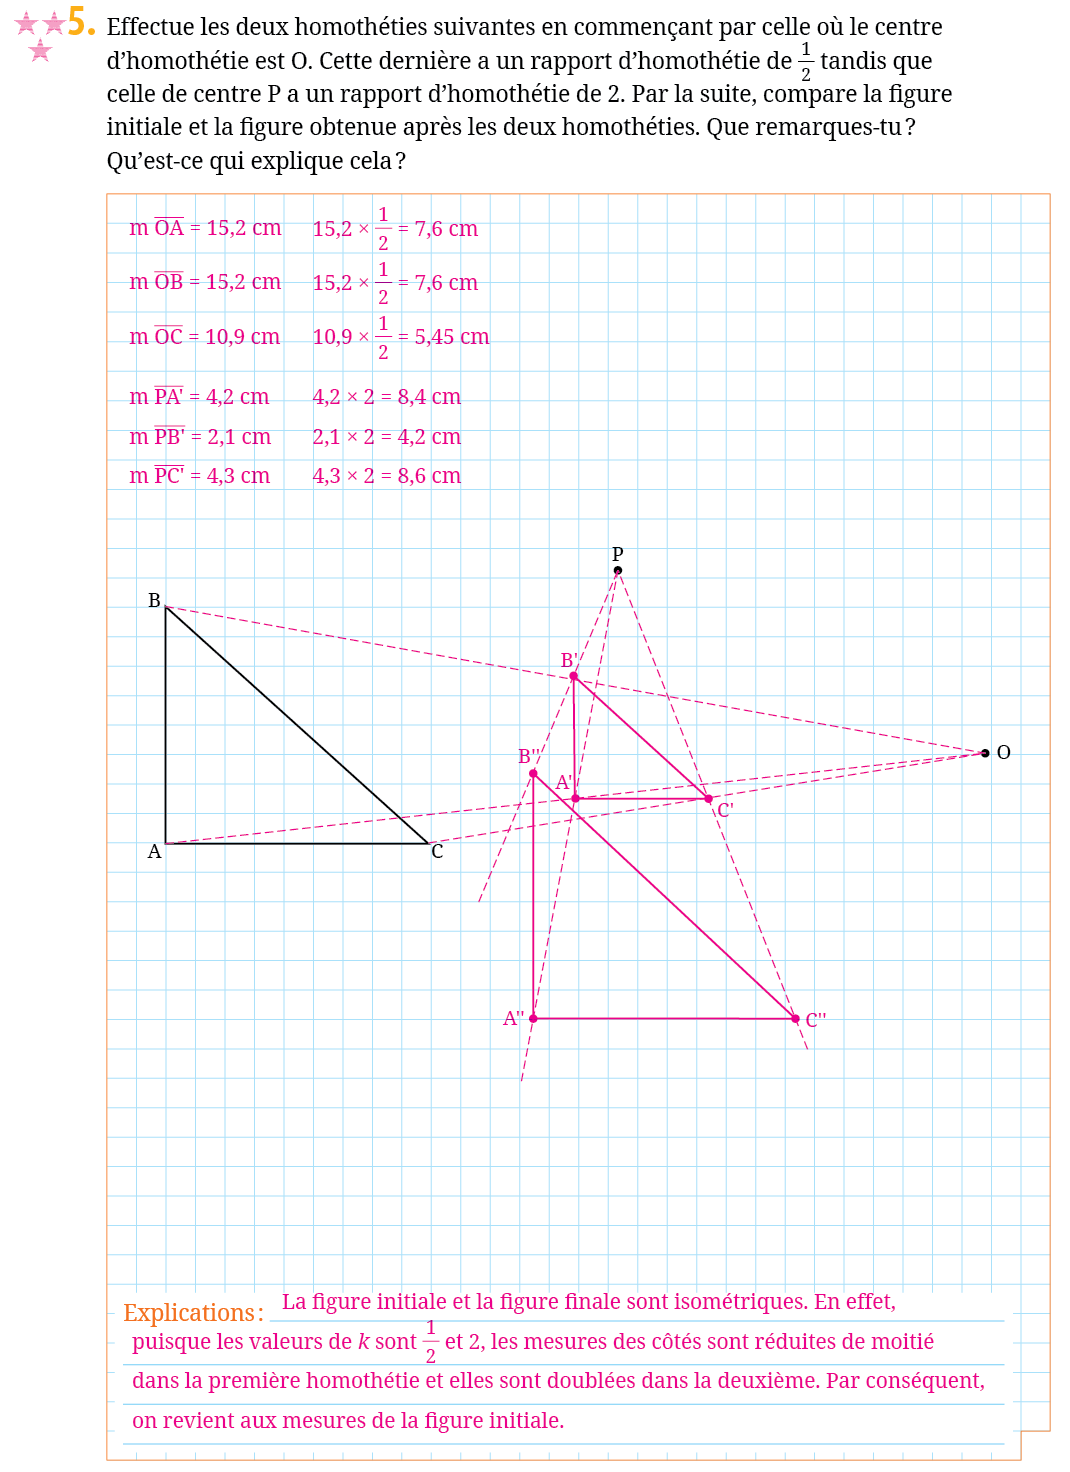 5. Effectue les deux homothéties suivantes en commençant par celle où le centre
d’homothétie est O. Cette dernière a un rapport d’homothétie de 1/2 tandis que
celle de centre P a un rapport d’homothétie de 2. Par la suite, compare la figure
initiale et la figure obtenue après les deux homothéties. Que remarques-tu ?
Qu’est-ce qui explique cela ?
m OA = 15,2 cm 15,2 × 1/2 = 7,6 cm
m OB = 15,2 cm 15,2 × 1/2 = 7,6 cm
m OC = 10,9 cm 10,9 × 1/2 = 5,45 cm
m PA' = 4,2 cm 4,2 × 2 = 8,4 cm
m PB' = 2,1 cm 2,1 × 2 = 4,2 cm
m PC' = 4,3 cm 4,3 × 2 = 8,6 cm
P
B
B'
O
B''
A'
C'
A
C
A''
C''
Explications : La figure initiale et la figure finale sont isométriques. En effet,
puisque les valeurs de k sont 1/2 et 2, les mesures des côtés sont réduites de moitié
dans la première homothétie et elles sont doublées dans la deuxième. Par conséquent,
on revient aux mesures de la figure initiale.